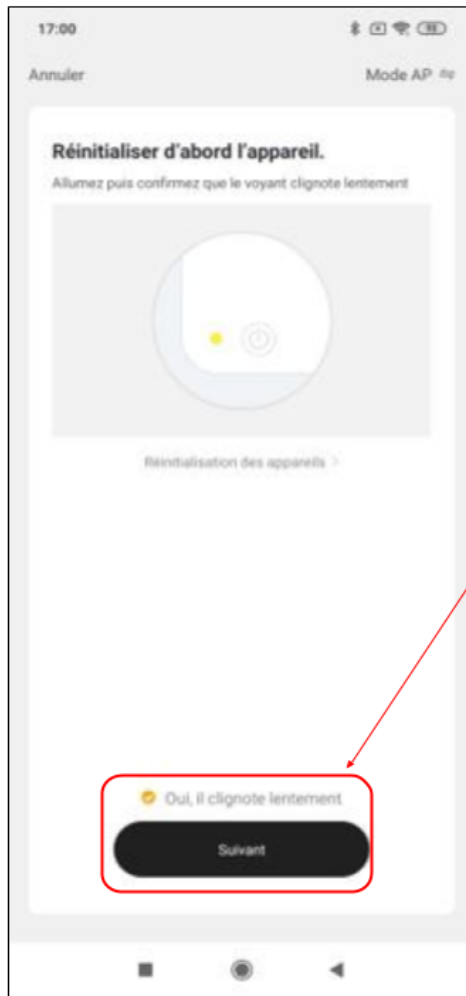 17:00
Annuler
Mode AP
Réinitialiser d'abord l'appareil.
Allumez puis confirmez que le voyant clignote lentement
Réinitialisation des appareils >
Oui, il clignote lentement
Suivant